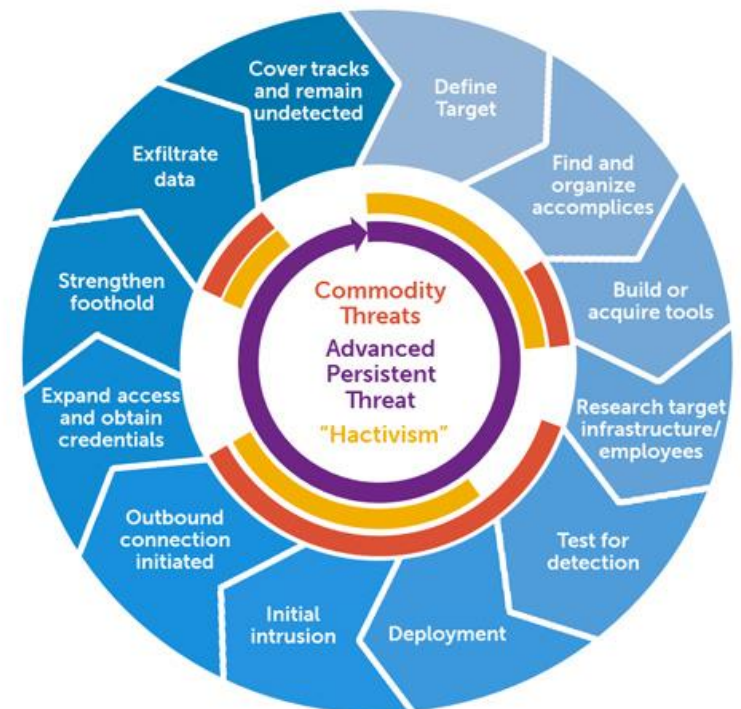 Define
Target
Find and
organize
accomplices
Build or
acquire tools
Research target
infrastructure/
employees
Test for
detection
Deployment
Initial
intrusion
Outbound
connection
initiated
Expand access
and obtain
credentials
Strengthen
foothold
Exfiltrate
data
Cover tracks
and remain
undetected
Commodity
Threats
Advanced
Persistent
Threat
"Hactivism"